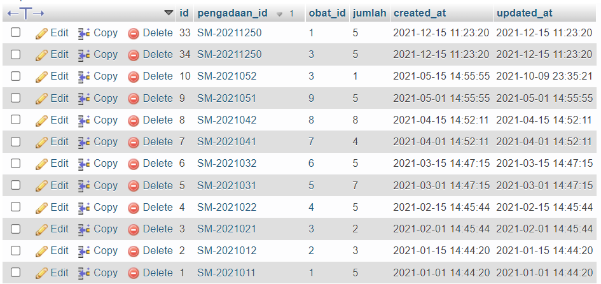 id pengadaan_id 1 obat_id jumlah created_at updated_at
Edit Copy Delete 33 SM-20211250 1 5 2021-12-15 11:23:20 2021-12-15 11:23:20
Edit Copy Delete 34 SM-20211250 3 5 2021-12-15 11:23:20 2021-12-15 11:23:20
Edit Copy Delete 10 SM-2021052 3 1 2021-05-15 14:55:55 2021-10-09 23:35:21
Edit Copy Delete 9 SM-2021051 9 5 2021-05-01 14:55:55 2021-05-01 14:55:55
Edit Copy Delete 8 SM-2021042 8 8 2021-04-15 14:52:11 2021-04-15 14:52:11
Edit Copy Delete 7 SM-2021041 7 4 2021-04-01 14:52:11 2021-04-01 14:52:11
Edit Copy Delete 6 SM-2021032 6 5 2021-03-15 14:47:15 2021-03-15 14:47:15
Edit Copy Delete 5 SM-2021031 5 7 2021-03-01 14:47:15 2021-03-01 14:47:15
Edit Copy Delete 4 SM-2021022 4 5 2021-02-15 14:45:44 2021-02-15 14:45:44
Edit Copy Delete 3 SM-2021021 3 2 2021-02-01 14:45:44 2021-02-01 14:45:44
Edit Copy Delete 2 SM-2021012 2 3 2021-01-15 14:44:20 2021-01-15 14:44:20
Edit Copy Delete 1 SM-2021011 1 5 2021-01-01 14:44:20 2021-01-01 14:44:20